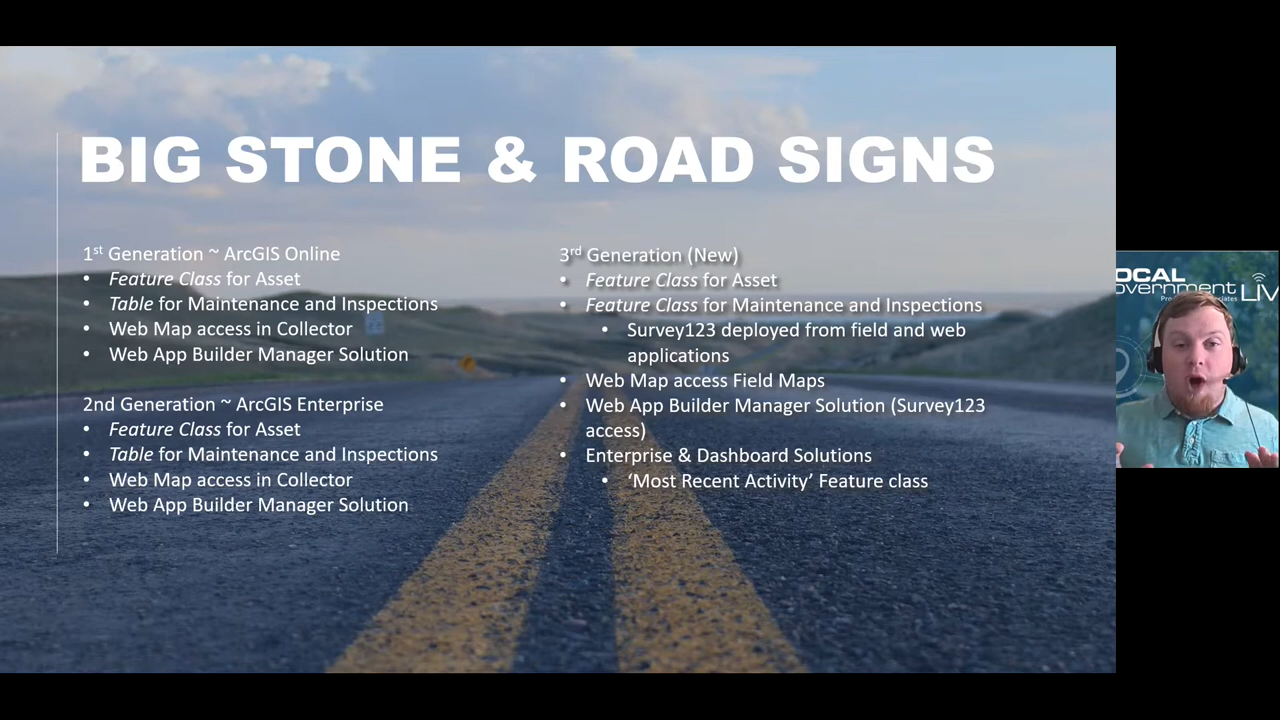 BIG STONE & ROAD SIGNS
1st Generation ~ ArcGIS Online
• Feature Class for Asset
• Table for Maintenance and Inspections
• Web Map access in Collector
• Web App Builder Manager Solution
2nd Generation ~ ArcGIS Enterprise
• Feature Class for Asset
• Table for Maintenance and Inspections
• Web Map access in Collector
• Web App Builder Manager Solution
3rd Generation (New)
• Feature Class for Asset
• Feature Class for Maintenance and Inspections
• Survey123 deployed from field and web
applications
• Web Map access Field Maps
• Web App Builder Manager Solution (Survey123
access)
• Enterprise & Dashboard Solutions
• ‘Most Recent Activity’ Feature class
OCAL
overnment
LIV